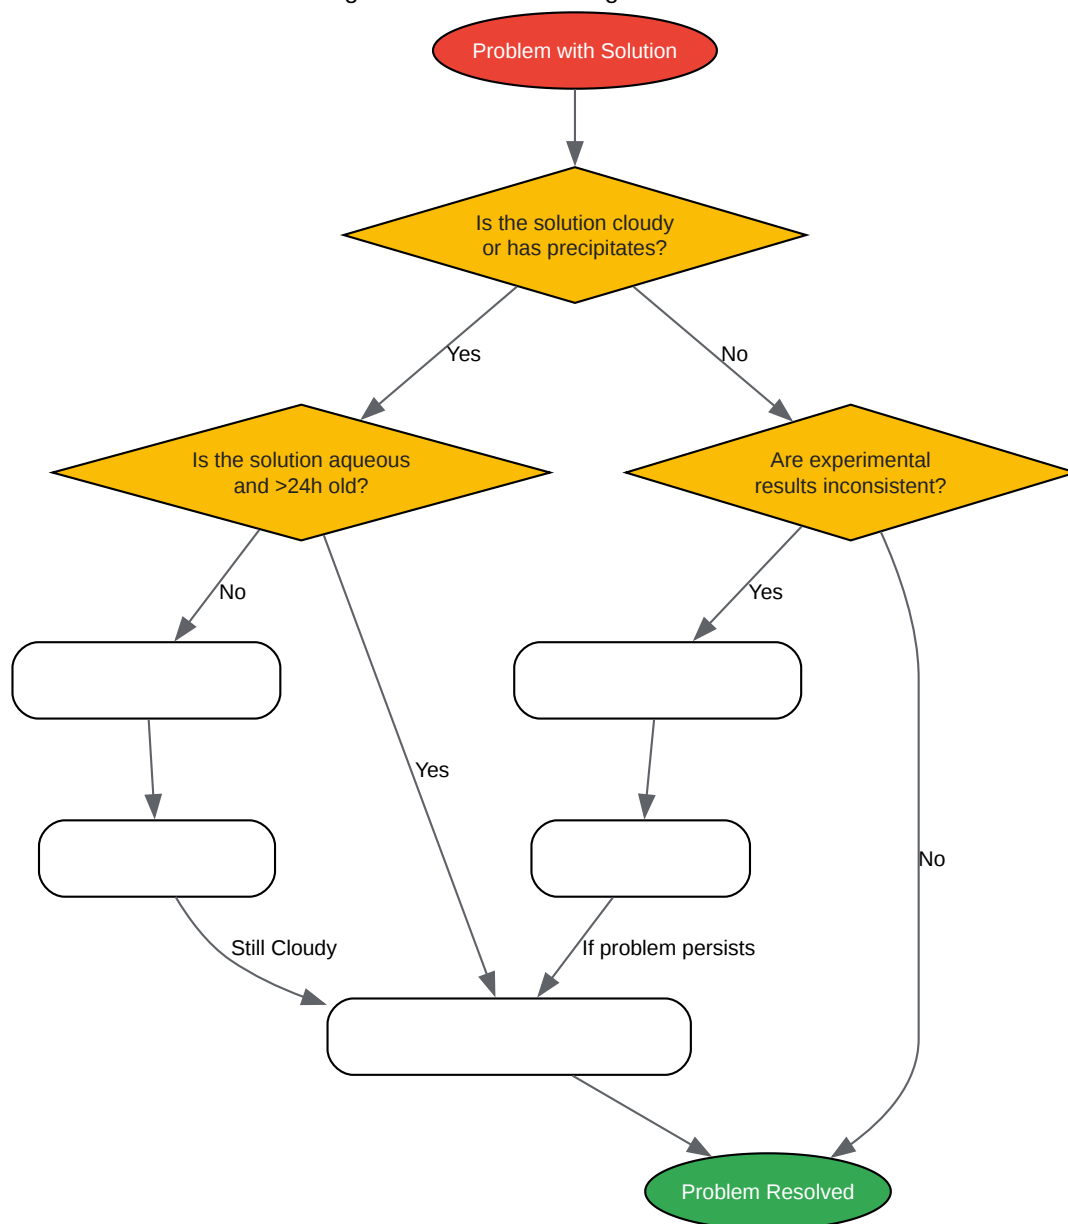 Problem with Solution
Is the solution cloudy
or has precipitates?
Yes
No
Is the solution aqueous
and >24h old?
Are experimental
results inconsistent?
No
Yes
Yes
No
Still Cloudy
If problem persists
Problem Resolved